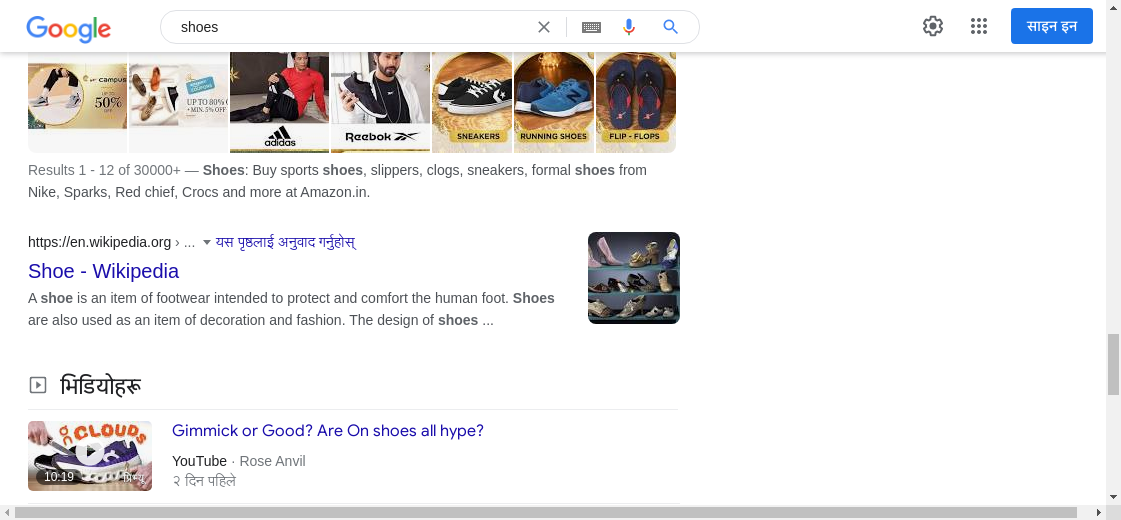 Google
shoes
साइन इन
campus
UP TO
50%
UP TO 80%
+ MIN. 5% OFF
adidas
Reebok
SNEAKERS
RUNNING SHOES
FLIP - FLOPS
Results 1 - 12 of 30000+ — Shoes: Buy sports shoes, slippers, clogs, sneakers, formal shoes from
Nike, Sparks, Red chief, Crocs and more at Amazon.in.
https://en.wikipedia.org › ... यस पृष्ठलाई अनुवाद गर्नुहोस्
Shoe - Wikipedia
A shoe is an item of footwear intended to protect and comfort the human foot. Shoes
are also used as an item of decoration and fashion. The design of shoes ...
भिडियोहरू
ON CLOUDS
10:19
Gimmick or Good? Are On shoes all hype?
YouTube · Rose Anvil
२ दिन पहिले